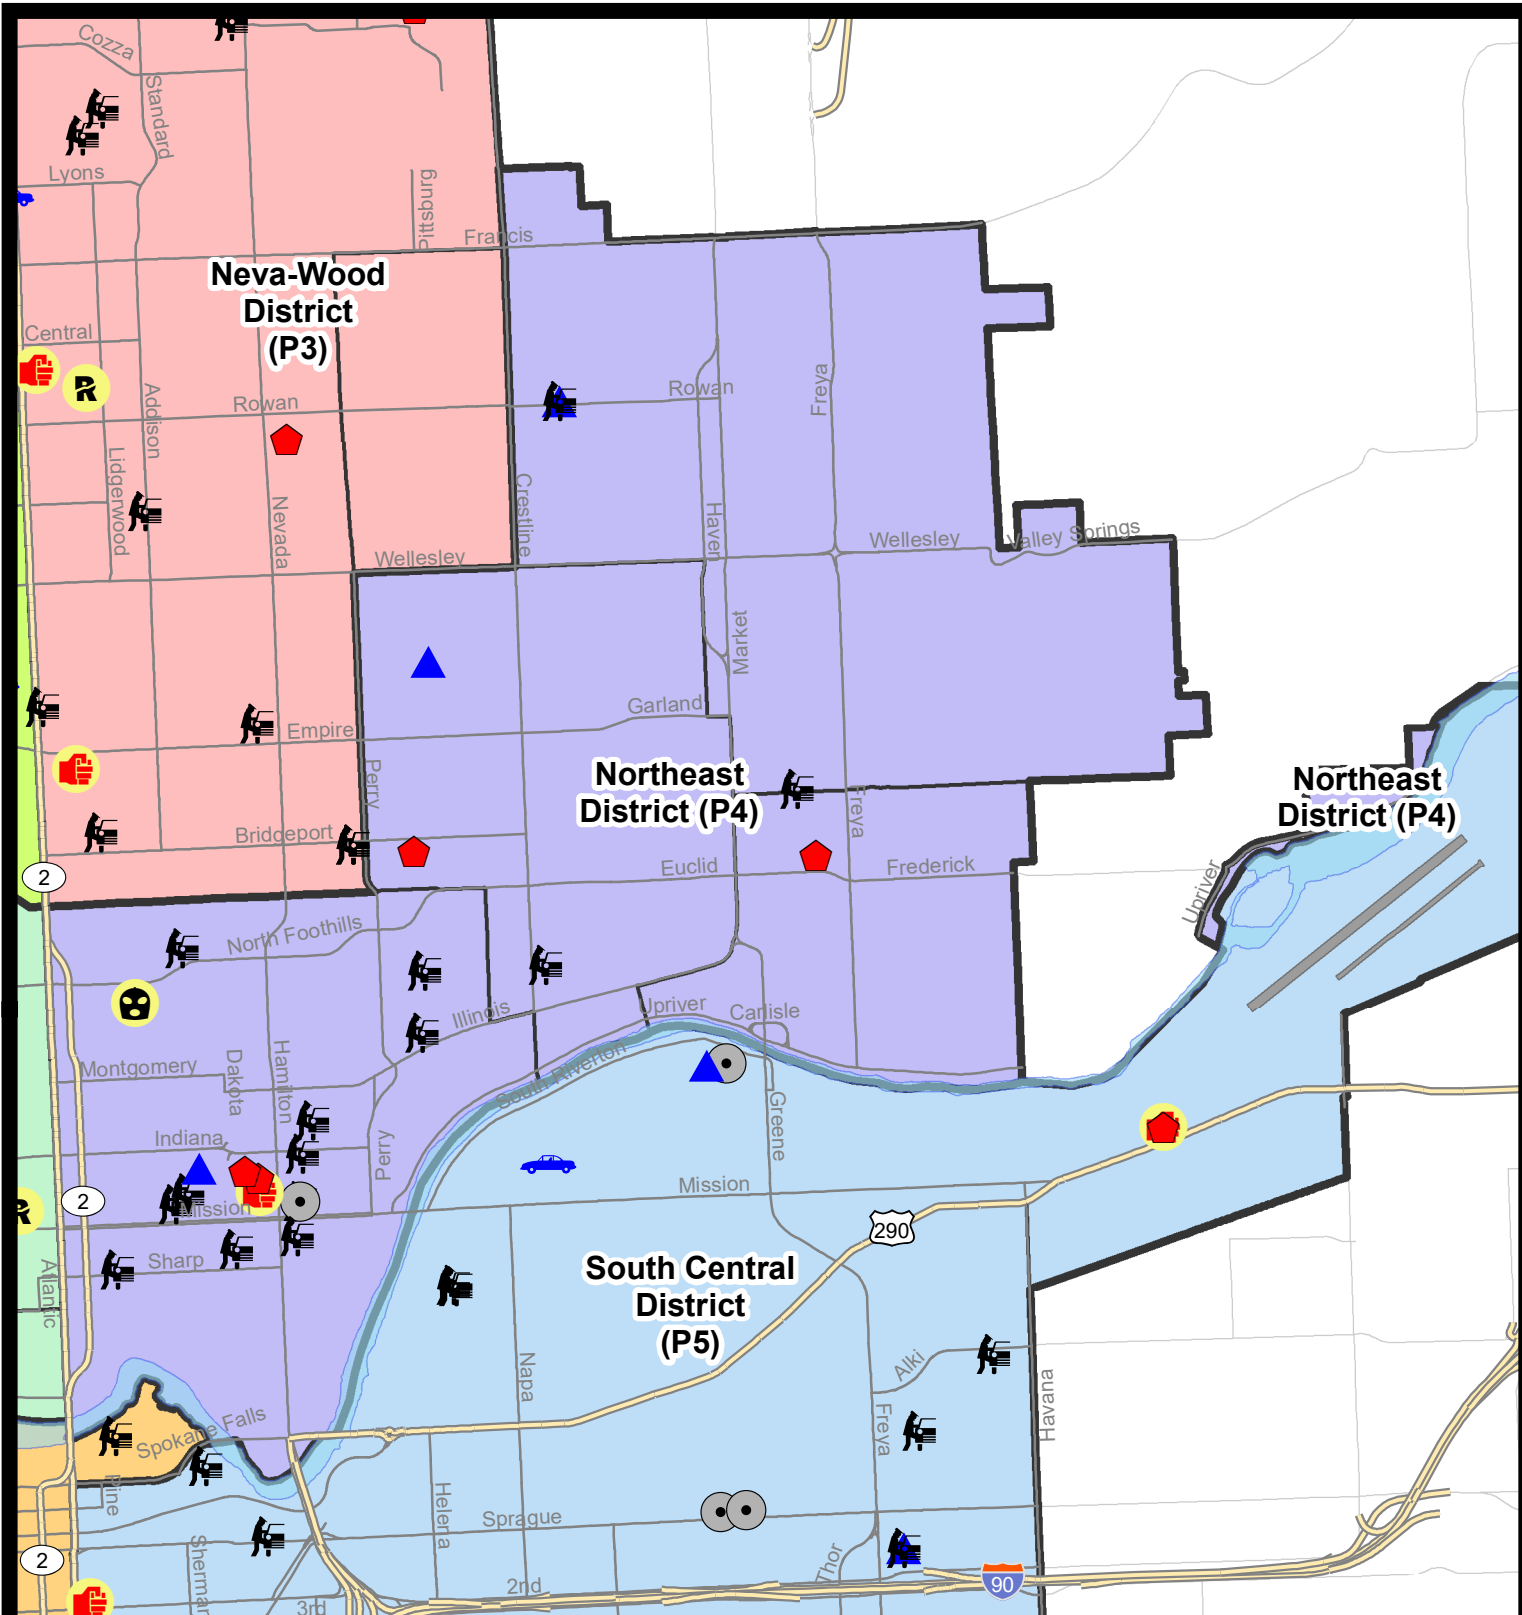 Cozza
Standard
Lyons
Pittsburg
Francis
Neva-Wood
District
(P3)
Central
R
Addison
Rowan
Rowan
Freya
Lidgerwood
Nevada
Crestline
Haven
Wellesley
Wellesley
Valley Springs
Market
Garland
Empire
Perry
Northeast
District (P4)
Northeast
District (P4)
Freya
Bridgeport
Euclid
Frederick
2
Upriver
North Foothills
Illinois
Upriver
Carlisle
Montgomery
Dakota
Hamilton
South Riverton
Greene
Indiana
Perry
Mission
2
R
Mission
290
Sharp
Atlantic
South Central
District
(P5)
Napa
Alki
Havana
Freya
Spokane Falls
Pine
Helena
Sprague
Sherman
Thor
2
2nd
90
3rd